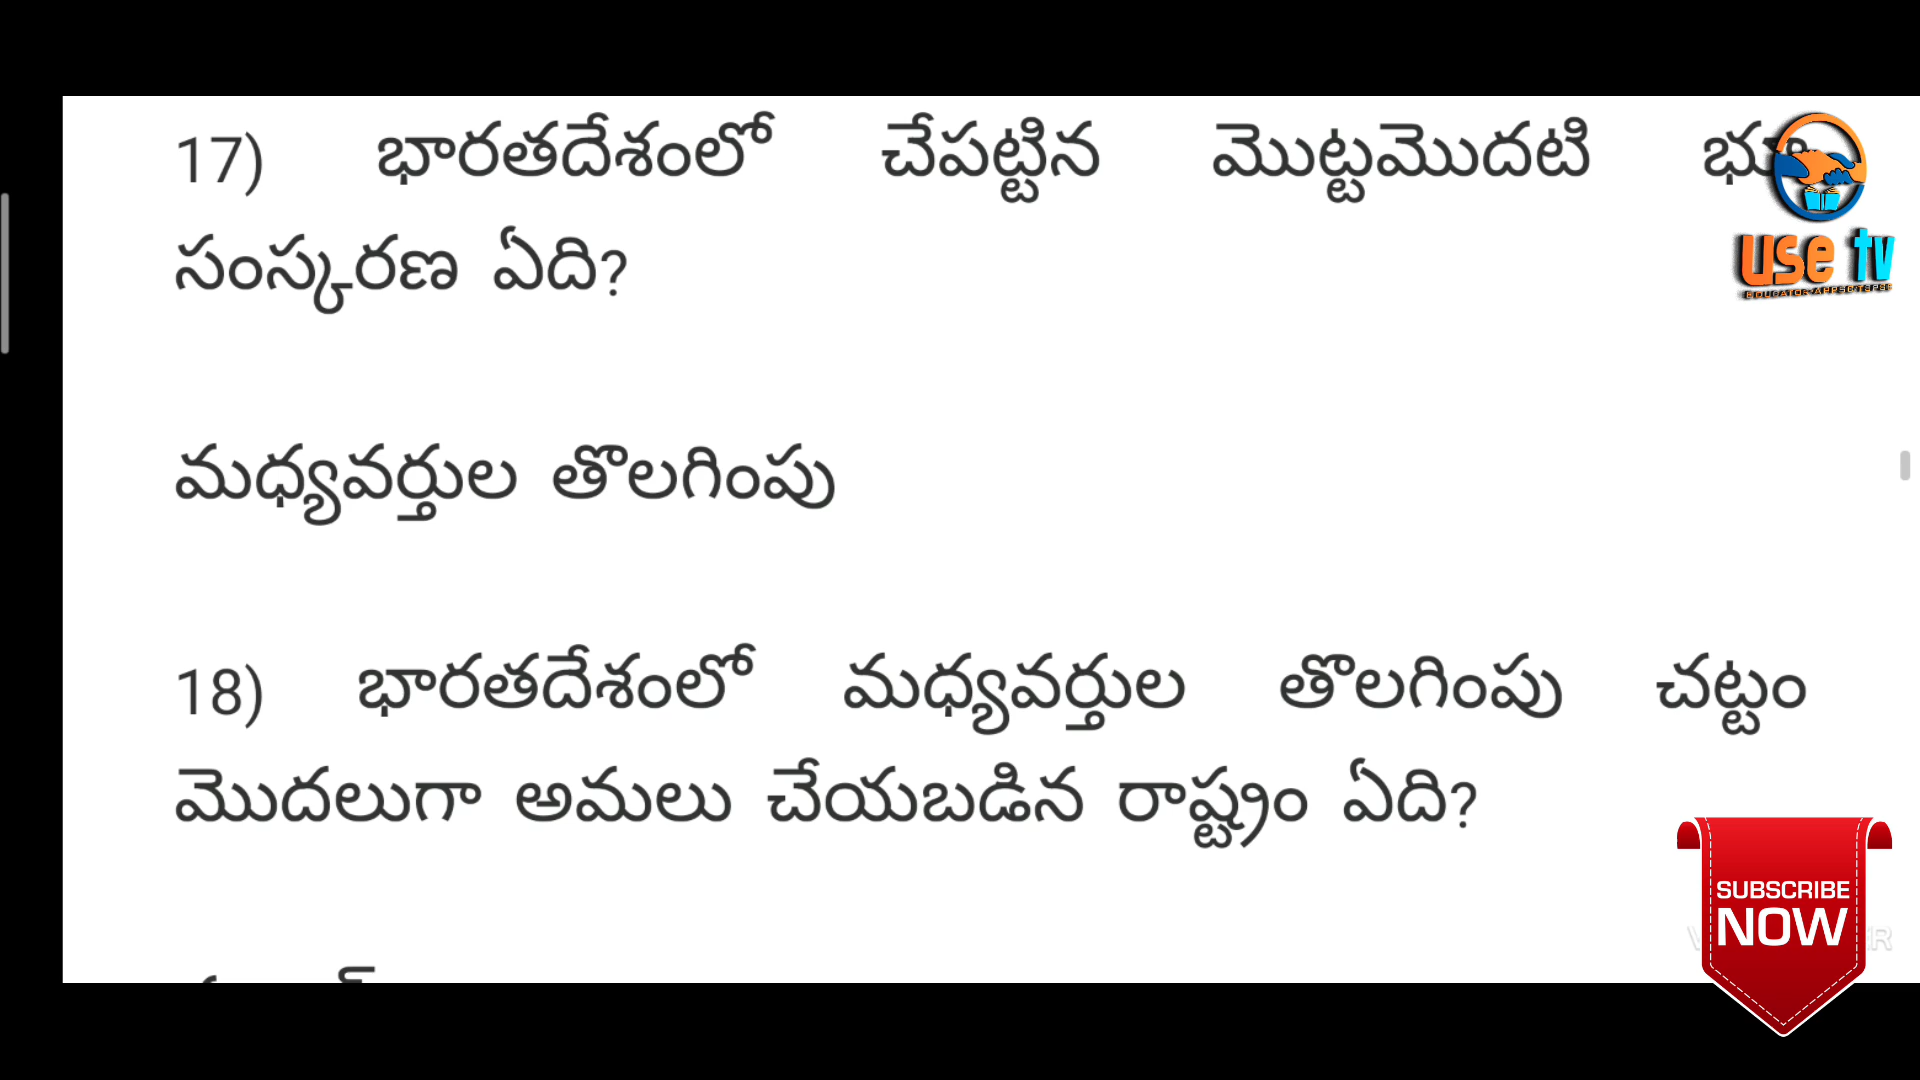 17) భారతదేశంలో చేపట్టిన మొట్టమొదటి భూ
సంస్కరణ ఏది?
మధ్యవర్తుల తొలగింపు
18) భారతదేశంలో మధ్యవర్తుల తొలగింపు చట్టం
మొదలుగా అమలు చేయబడిన రాష్ట్రం ఏది?
use tv
SUBSCRIBE
NOW